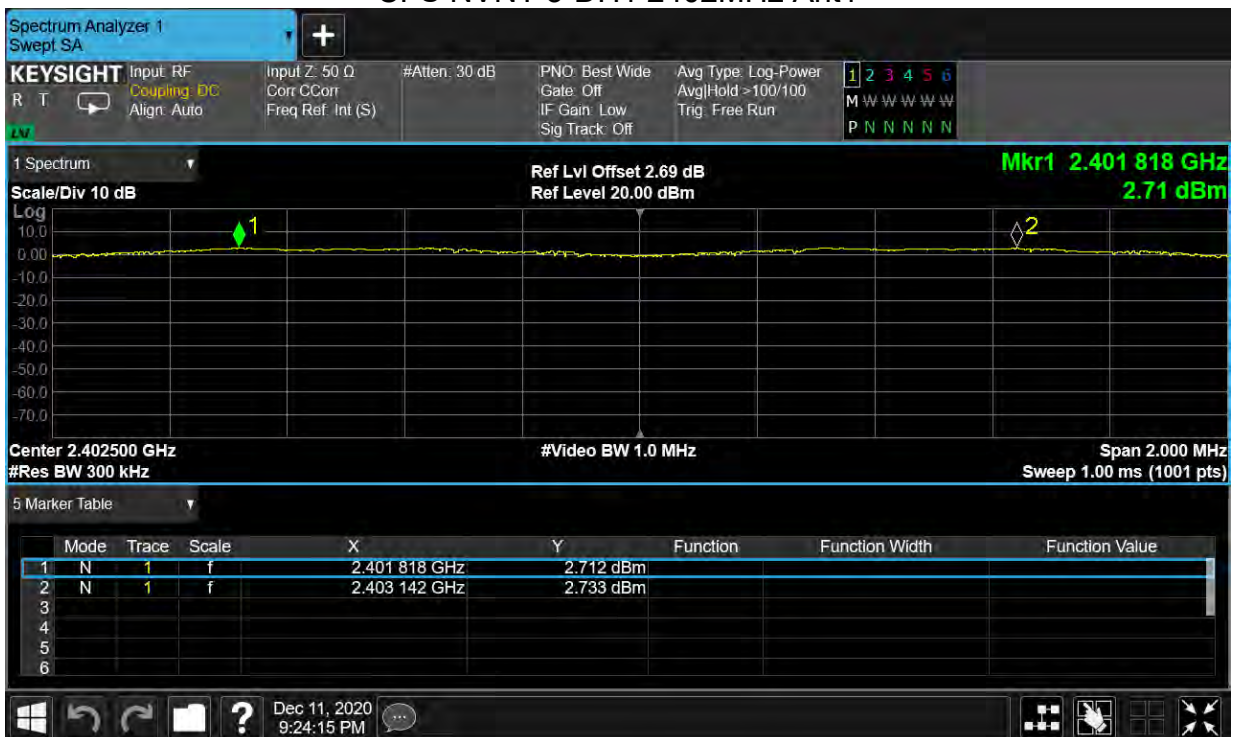 Spectrum Analyzer 1
Swept SA
+
KEYSIGHT Input: RF Input Z: 50 Ω #Atten: 30 dB PNO: Best Wide Avg Type: Log-Power 1 2 3 4 5 6
R T Coupling: DC Corr CCorr Gate: Off Avg|Hold:>100/100 M W W W W W
Align: Auto Freq Ref: Int (S) IF Gain: Low Trig: Free Run
Sig Track: Off P N N N N N
1 Spectrum Ref Lvl Offset 2.69 dB Mkr1 2.401 818 GHz
Scale/Div 10 dB Ref Level 20.00 dBm 2.71 dBm
Log
10.0 1 2
0.00
-10.0
-20.0
-30.0
-40.0
-50.0
-60.0
-70.0
Center 2.402500 GHz #Video BW 1.0 MHz Span 2.000 MHz
#Res BW 300 kHz Sweep 1.00 ms (1001 pts)
5 Marker Table
Mode Trace Scale X Y Function Function Width Function Value
1 N 1 f 2.401 818 GHz 2.712 dBm
2 N 1 f 2.403 142 GHz 2.733 dBm
3
4
5
6
? Dec 11, 2020
9:24:15 PM